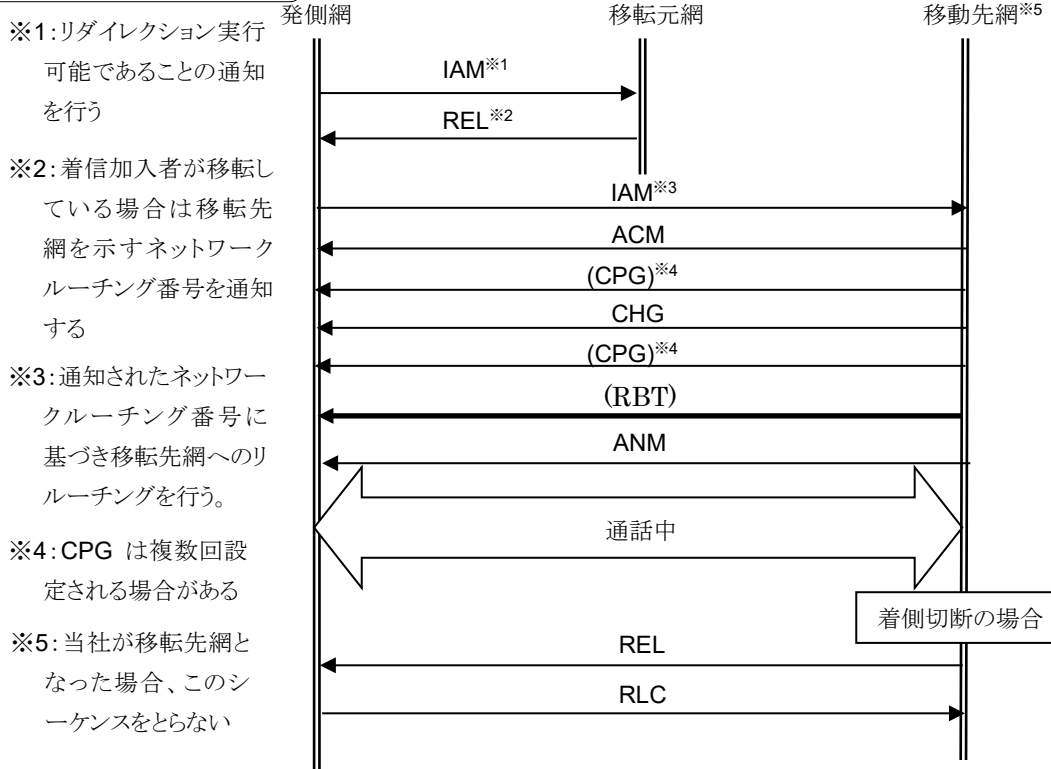 ※1：リダイレクション実行
可能であることの通知
を行う
※2：着信加入者が移転し
ている場合は移転先
網を示すネットワーク
ルーチング番号を通知
する
※3：通知されたネットワー
クルーチング番号に
基づき移転先網へのリ
ルーチングを行う。
※4：CPG は複数回設
定される場合がある
※5：当社が移転先網と
なった場合、このシ
ーケンスをとらない
発側網
移転元網
移動先網※5
IAM※1
REL※2
IAM※3
ACM
(CPG)※4
CHG
(CPG)※4
(RBT)
ANM
通話中
着側切断の場合
REL
RLC